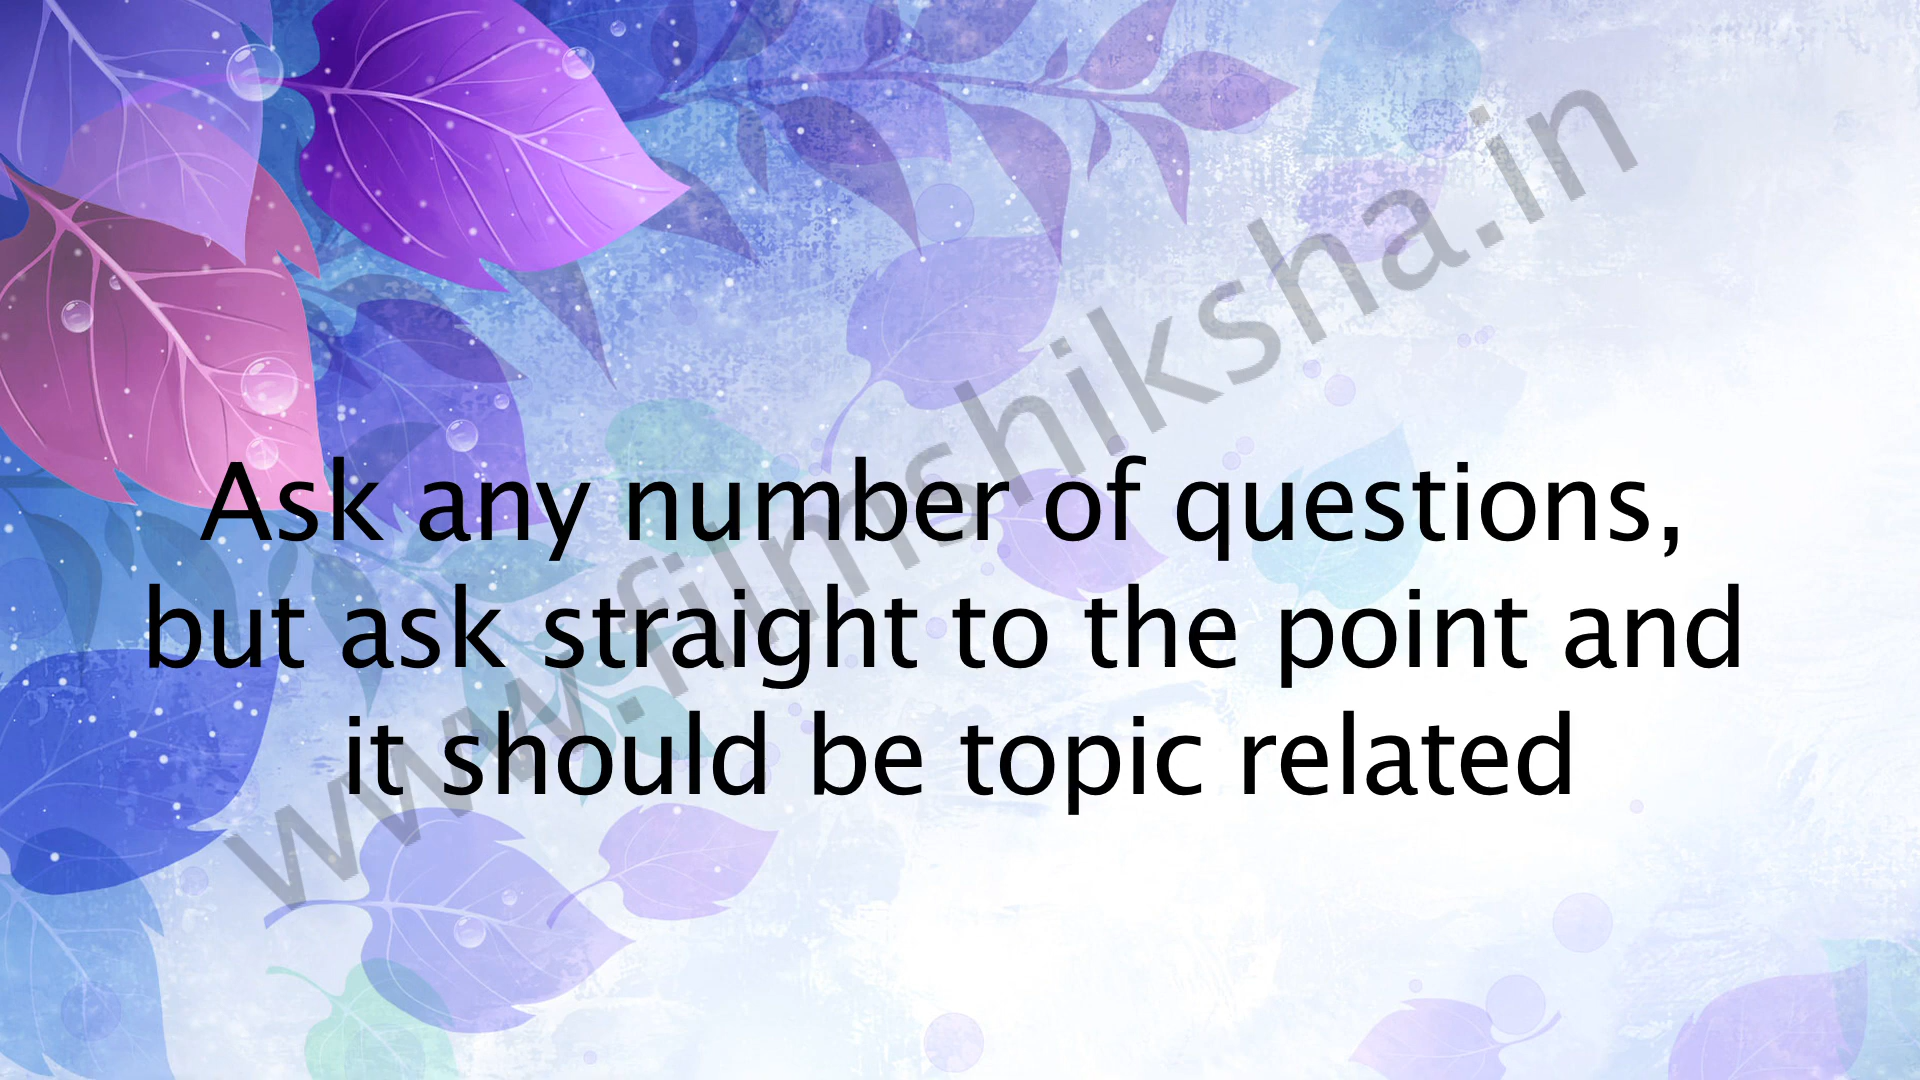 Ask any number of questions,
but ask straight to the point and
it should be topic related
www.filmshiksha.in